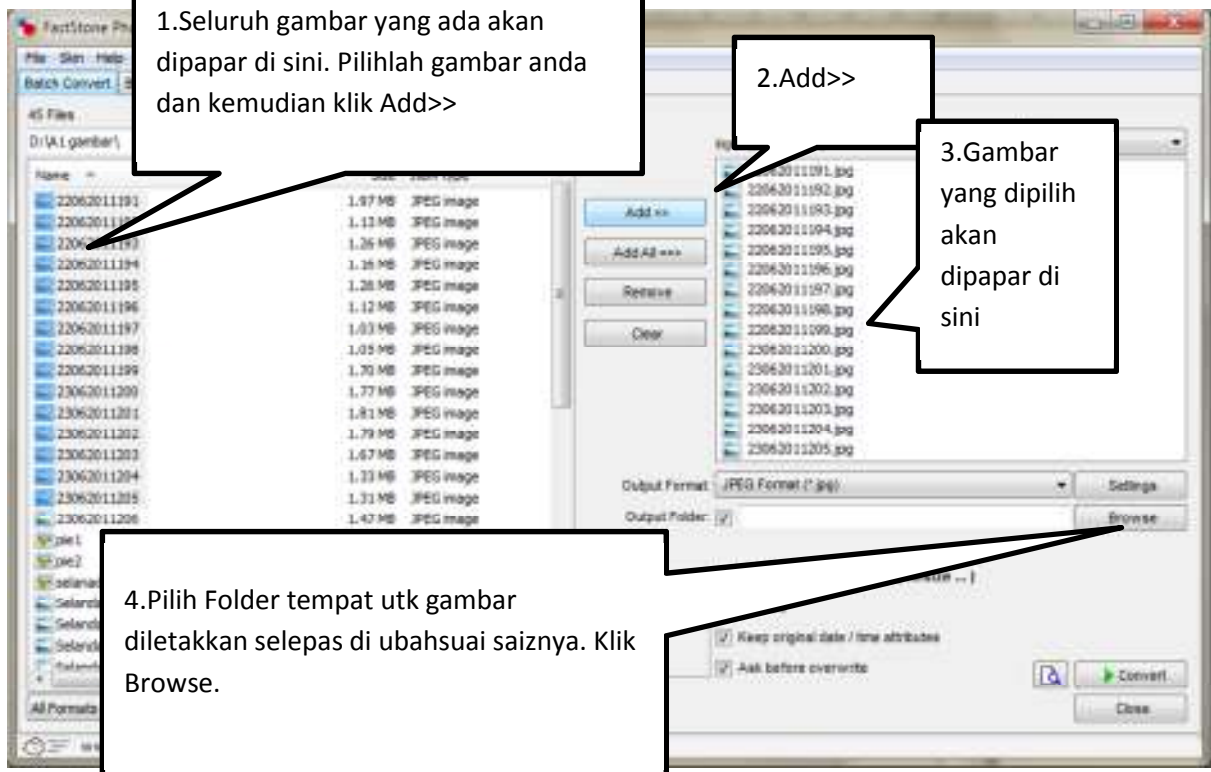 1.Seluruh gambar yang ada akan
dipapar di sini. Pilihlah gambar anda
dan kemudian klik Add>>
2.Add>>
3.Gambar
yang dipilih
akan
dipapar di
sini
4.Pilih Folder tempat utk gambar
diletakkan selepas di ubahsuai saiznya. Klik
Browse.
FastStone
File Skin Help
Batch Convert
45 Files
D:\A1.gambar\
Name
22062011191 1.97 MB JPEG image
1.13 MB JPEG image
22062011193 1.26 MB JPEG image
22062011194 1.16 MB JPEG image
22062011195 1.28 MB JPEG image
22062011196 1.12 MB JPEG image
22062011197 1.03 MB JPEG image
22062011198 1.05 MB JPEG image
22062011199 1.70 MB JPEG image
23062011200 1.77 MB JPEG image
23062011201 1.81 MB JPEG image
23062011202 1.79 MB JPEG image
23062011203 1.67 MB JPEG image
23062011204 1.33 MB JPEG image
23062011205 1.31 MB JPEG image
23062011206 1.47 MB JPEG image
pie1
pie2
All Formats
Add >>
Add All >>>
Remove
Clear
22062011191.jpg
22062011192.jpg
22062011193.jpg
22062011194.jpg
22062011195.jpg
22062011196.jpg
22062011197.jpg
22062011198.jpg
22062011199.jpg
23062011200.jpg
23062011201.jpg
23062011202.jpg
23062011203.jpg
23062011204.jpg
23062011205.jpg
Output Format: JPEG Format (*.jpg) Settings
Output Folder: Browse
Keep original date / time attributes
Ask before overwrite
Convert
Close